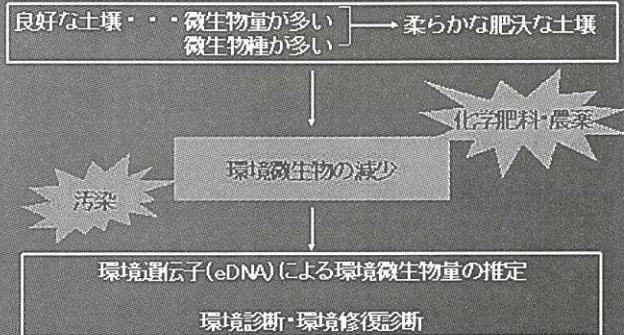 良好な土壌・・・微生物量が多い → 柔らかな肥沃な土壌
微生物種が多い
化学肥料・農薬
環境微生物の減少
汚染
環境遺伝子(eDNA)による環境微生物量の推定
環境診断・環境修復診断